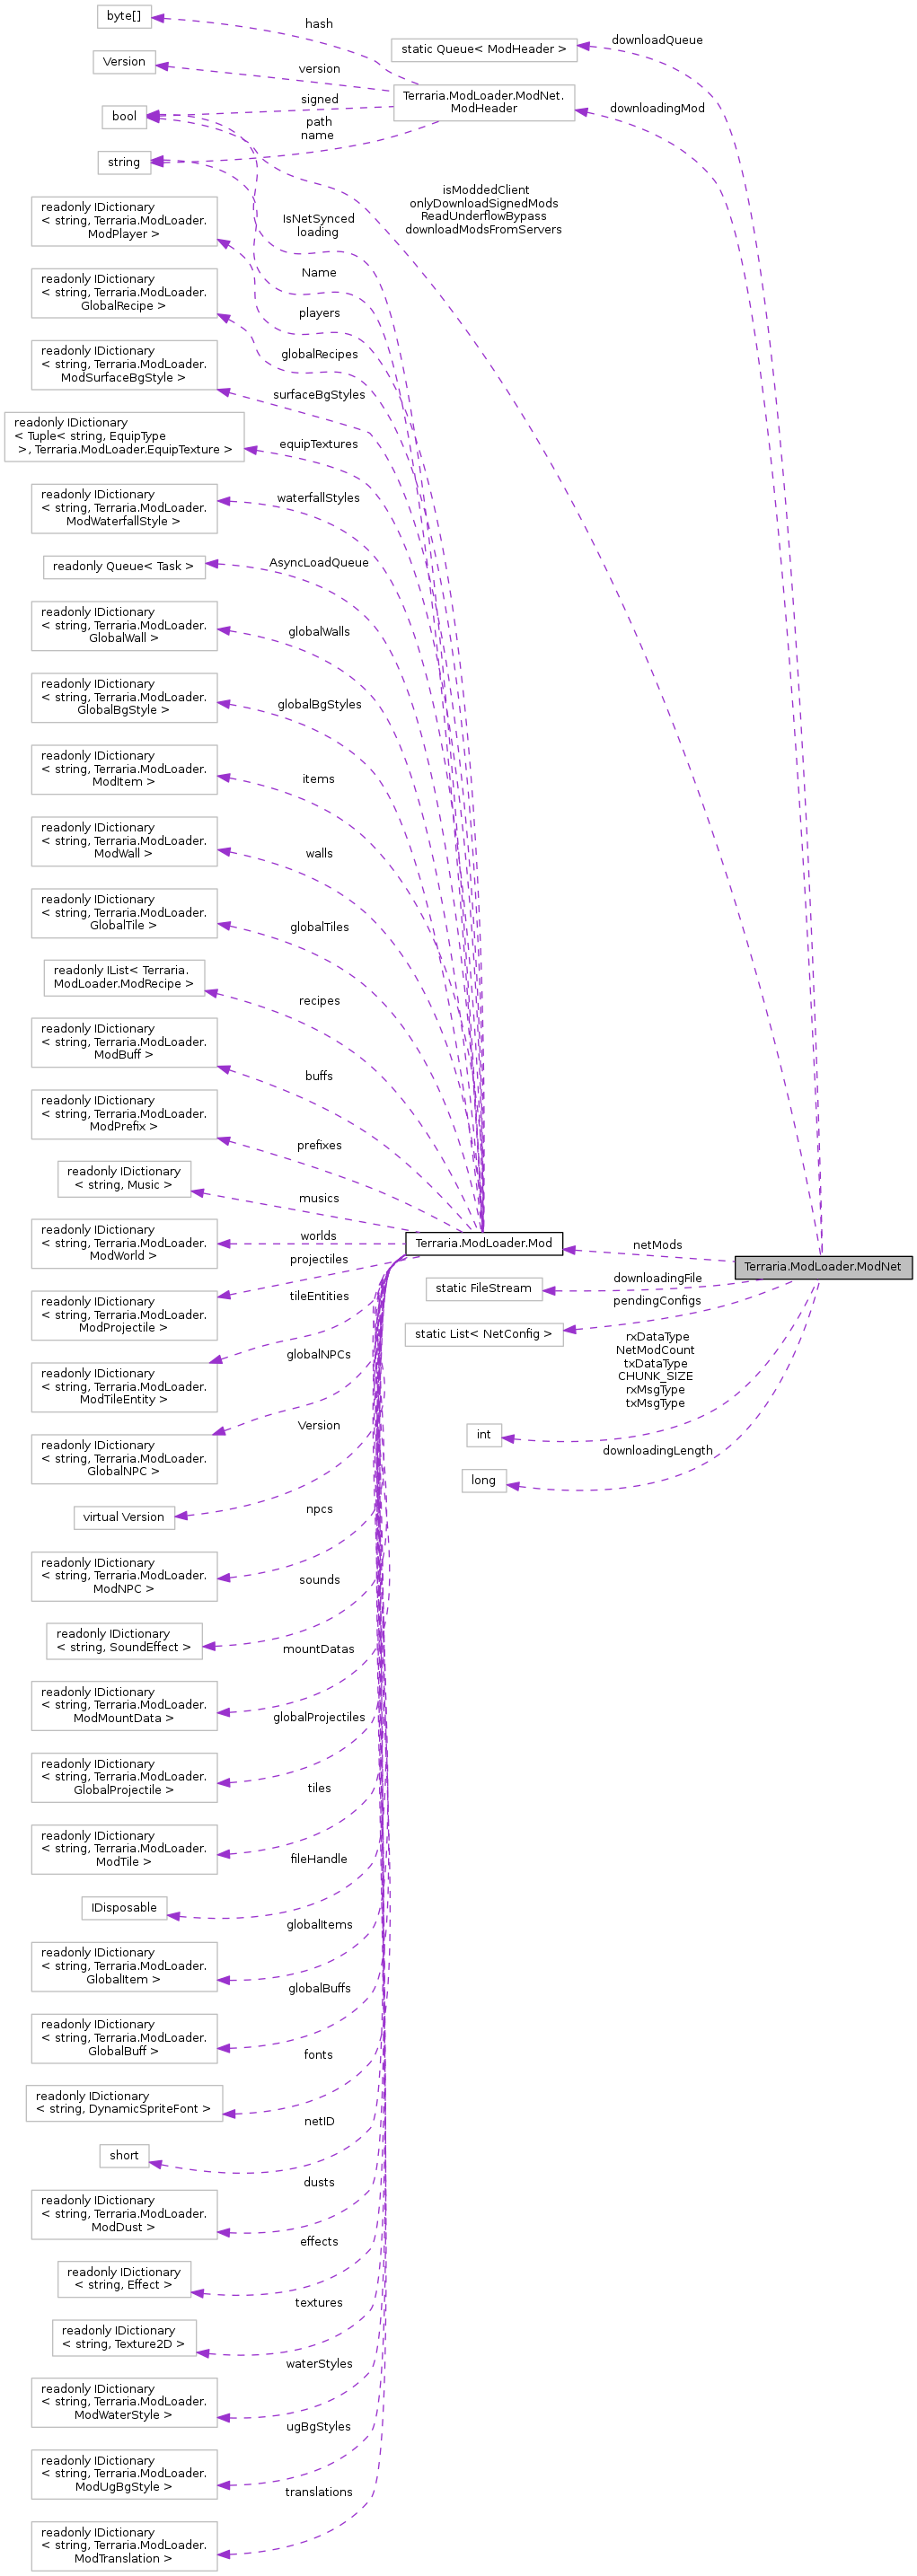 byte[]
hash
static Queue< ModHeader >
downloadQueue
Version
version
Terraria.ModLoader.ModNet.
ModHeader
downloadingMod
signed
bool
path
name
string
isModdedClient
onlyDownloadSignedMods
ReadUnderflowBypass
downloadModsFromServers
readonly IDictionary
< string, Terraria.ModLoader.
ModPlayer >
IsNetSynced
loading
Name
readonly IDictionary
< string, Terraria.ModLoader.
GlobalRecipe >
players
readonly IDictionary
< string, Terraria.ModLoader.
ModSurfaceBgStyle >
globalRecipes
surfaceBgStyles
readonly IDictionary
< Tuple< string, EquipType
>, Terraria.ModLoader.EquipTexture >
equipTextures
readonly IDictionary
< string, Terraria.ModLoader.
ModWaterfallStyle >
waterfallStyles
readonly Queue< Task >
AsyncLoadQueue
readonly IDictionary
< string, Terraria.ModLoader.
GlobalWall >
globalWalls
readonly IDictionary
< string, Terraria.ModLoader.
GlobalBgStyle >
globalBgStyles
readonly IDictionary
< string, Terraria.ModLoader.
ModItem >
items
readonly IDictionary
< string, Terraria.ModLoader.
ModWall >
walls
readonly IDictionary
< string, Terraria.ModLoader.
GlobalTile >
globalTiles
readonly IList< Terraria.
ModLoader.ModRecipe >
recipes
readonly IDictionary
< string, Terraria.ModLoader.
ModBuff >
buffs
readonly IDictionary
< string, Terraria.ModLoader.
ModPrefix >
prefixes
readonly IDictionary
< string, Music >
musics
readonly IDictionary
< string, Terraria.ModLoader.
ModWorld >
worlds
Terraria.ModLoader.Mod
netMods
Terraria.ModLoader.ModNet
projectiles
readonly IDictionary
< string, Terraria.ModLoader.
ModProjectile >
tileEntities
static FileStream
downloadingFile
pendingConfigs
static List< NetConfig >
rxDataType
NetModCount
txDataType
CHUNK_SIZE
rxMsgType
txMsgType
readonly IDictionary
< string, Terraria.ModLoader.
ModTileEntity >
globalNPCs
int
downloadingLength
long
readonly IDictionary
< string, Terraria.ModLoader.
GlobalNPC >
Version
virtual Version
npcs
readonly IDictionary
< string, Terraria.ModLoader.
ModNPC >
sounds
readonly IDictionary
< string, SoundEffect >
mountDatas
readonly IDictionary
< string, Terraria.ModLoader.
ModMountData >
globalProjectiles
readonly IDictionary
< string, Terraria.ModLoader.
GlobalProjectile >
tiles
readonly IDictionary
< string, Terraria.ModLoader.
ModTile >
fileHandle
IDisposable
globalItems
readonly IDictionary
< string, Terraria.ModLoader.
GlobalItem >
globalBuffs
readonly IDictionary
< string, Terraria.ModLoader.
GlobalBuff >
fonts
readonly IDictionary
< string, DynamicSpriteFont >
netID
short
dusts
readonly IDictionary
< string, Terraria.ModLoader.
ModDust >
effects
readonly IDictionary
< string, Effect >
textures
readonly IDictionary
< string, Texture2D >
waterStyles
readonly IDictionary
< string, Terraria.ModLoader.
ModWaterStyle >
ugBgStyles
readonly IDictionary
< string, Terraria.ModLoader.
ModUgBgStyle >
translations
readonly IDictionary
< string, Terraria.ModLoader.
ModTranslation >